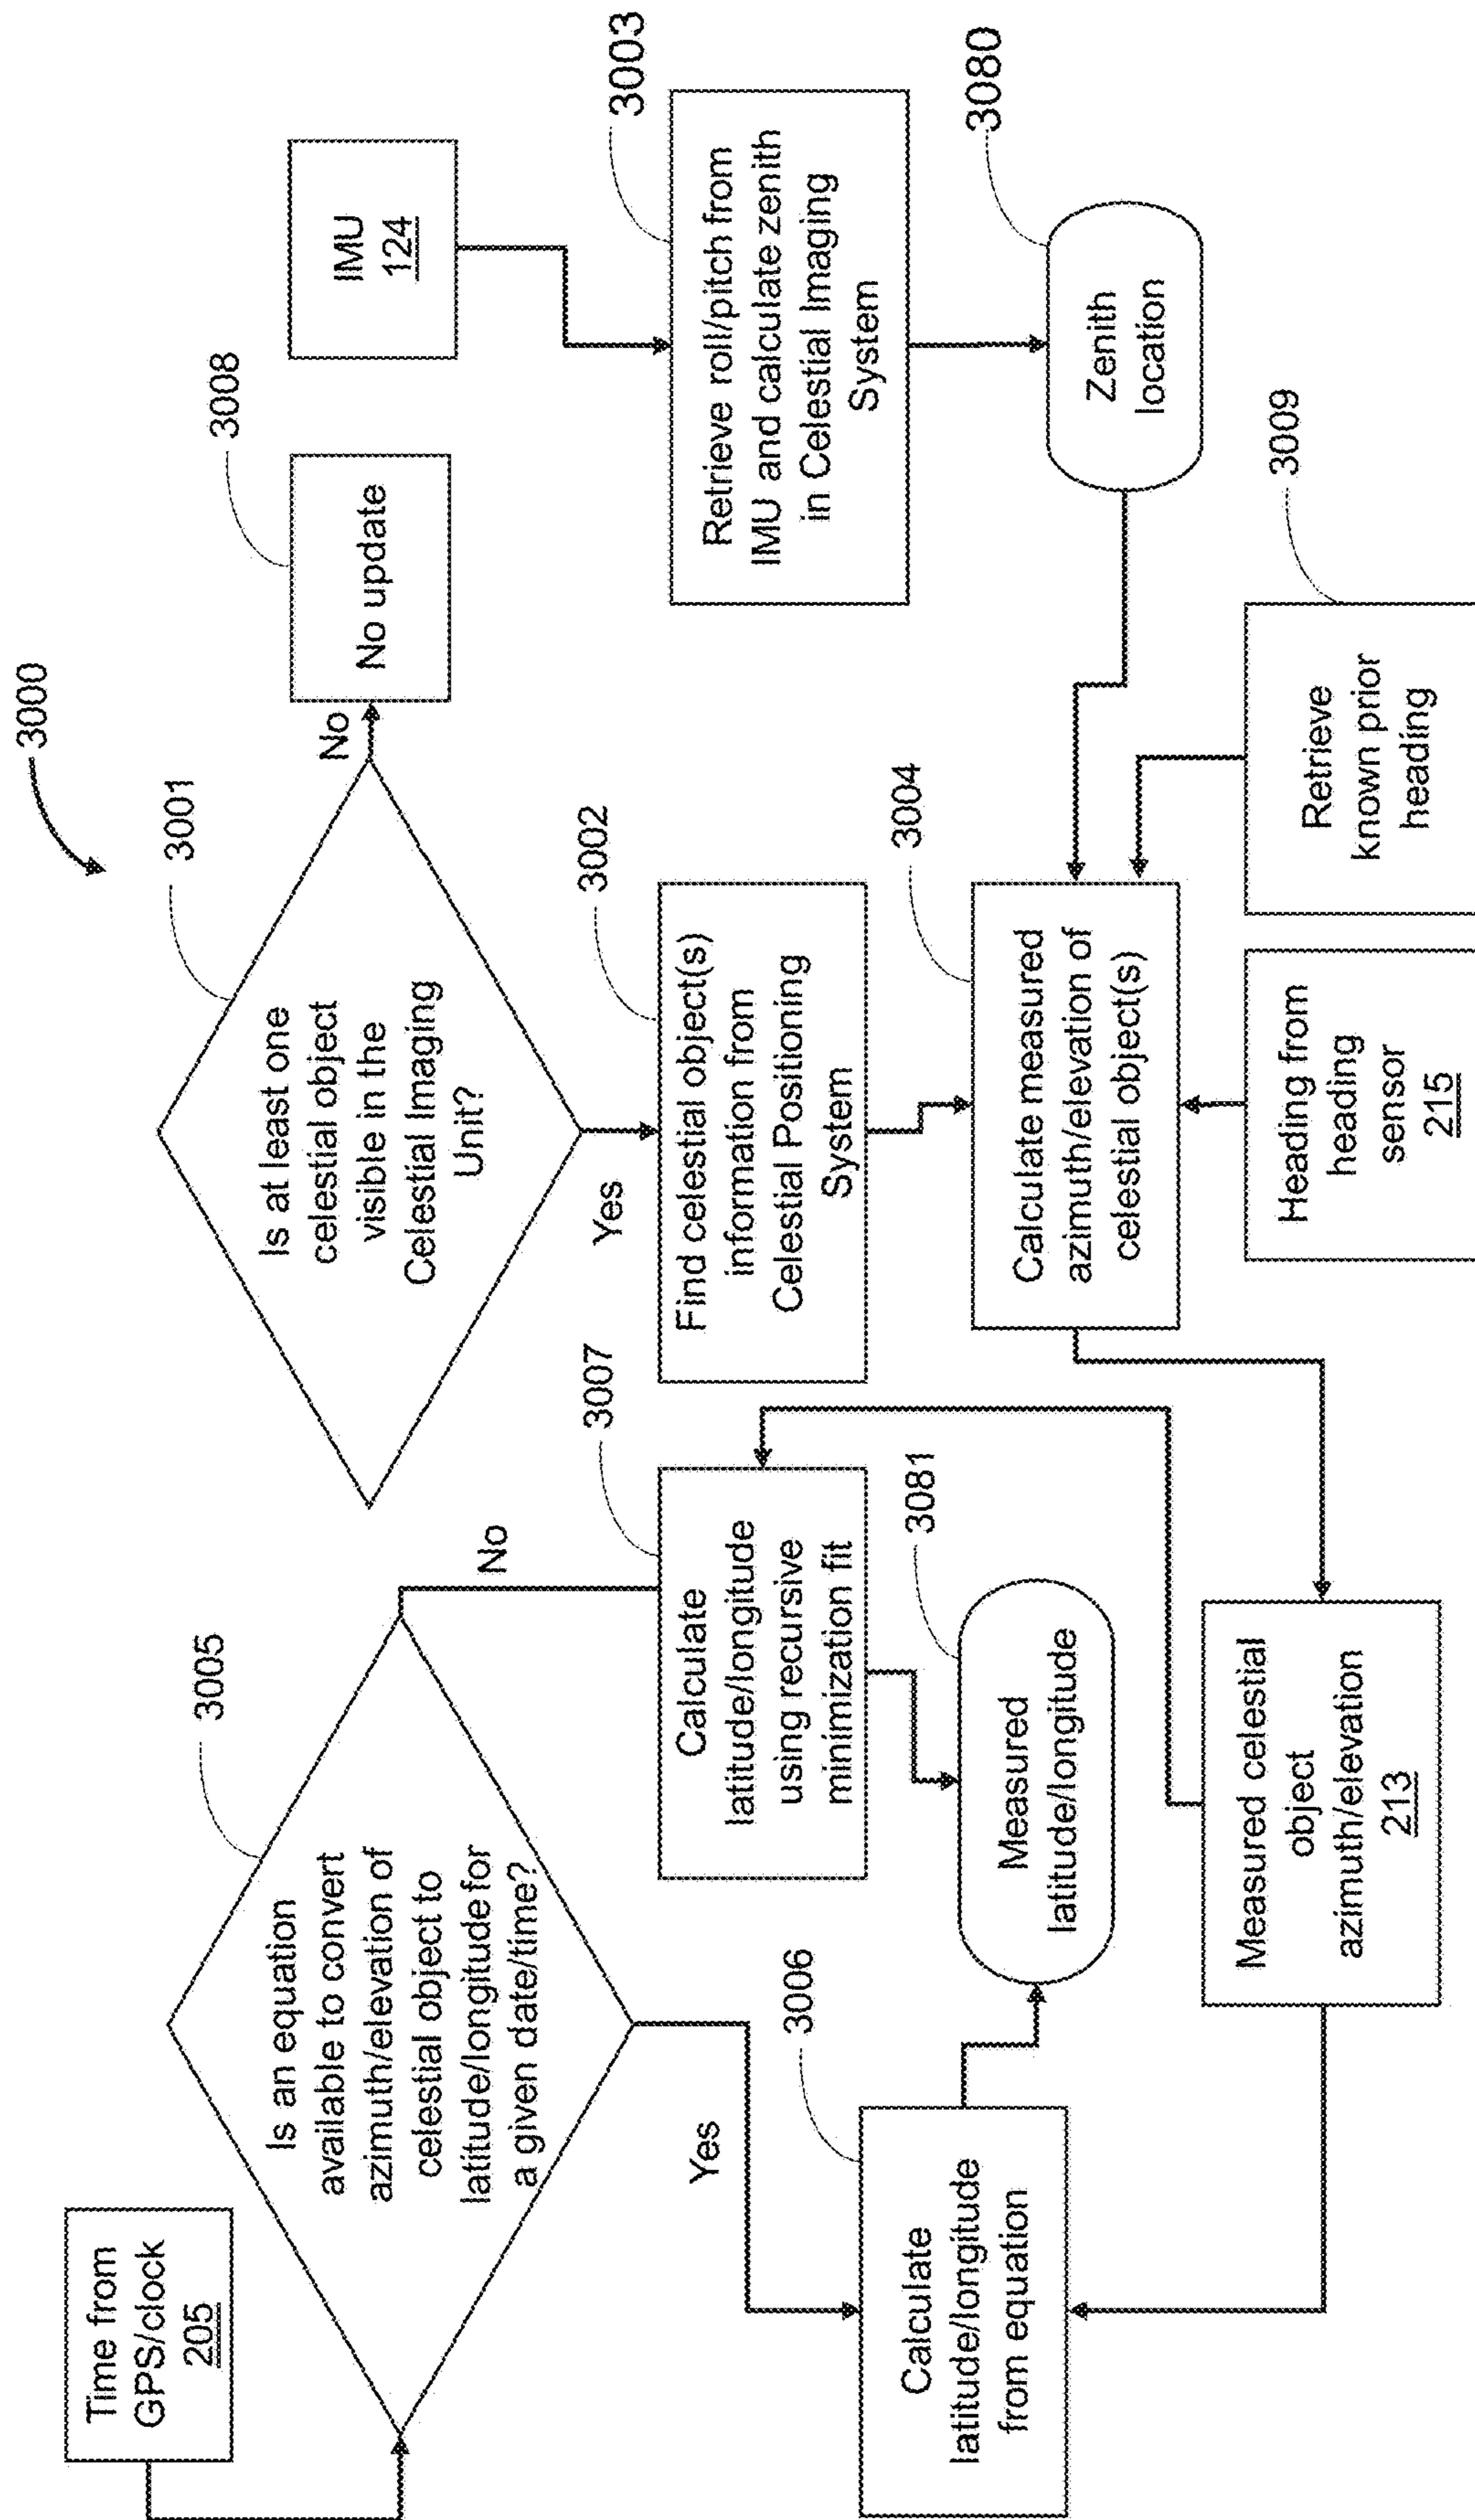 3000
Time from
GPS/clock
205
3005
Is an equation
available to convert
azimuth/elevation of
celestial object to
latitude/longitude for
a given date/time?
Yes
No
3006
Calculate
latitude/longitude
from equation
3007
Calculate
latitude/longitude
using recursive
minimization fit
3081
Measured
latitude/longitude
Measured celestial
object
azimuth/elevation
213
3001
Is at least one
celestial object
visible in the
Celestial Imaging
Unit?
Yes
No
3008
No update
3002
Find celestial object(s)
information from
Celestial Positioning
System
3004
Calculate measured
azimuth/elevation of
celestial object(s)
Heading from
heading
sensor
215
3009
Retrieve
known prior
heading
IMU
124
3003
Retrieve roll/pitch from
IMU and calculate zenith
in Celestial Imaging
System
3080
Zenith
location